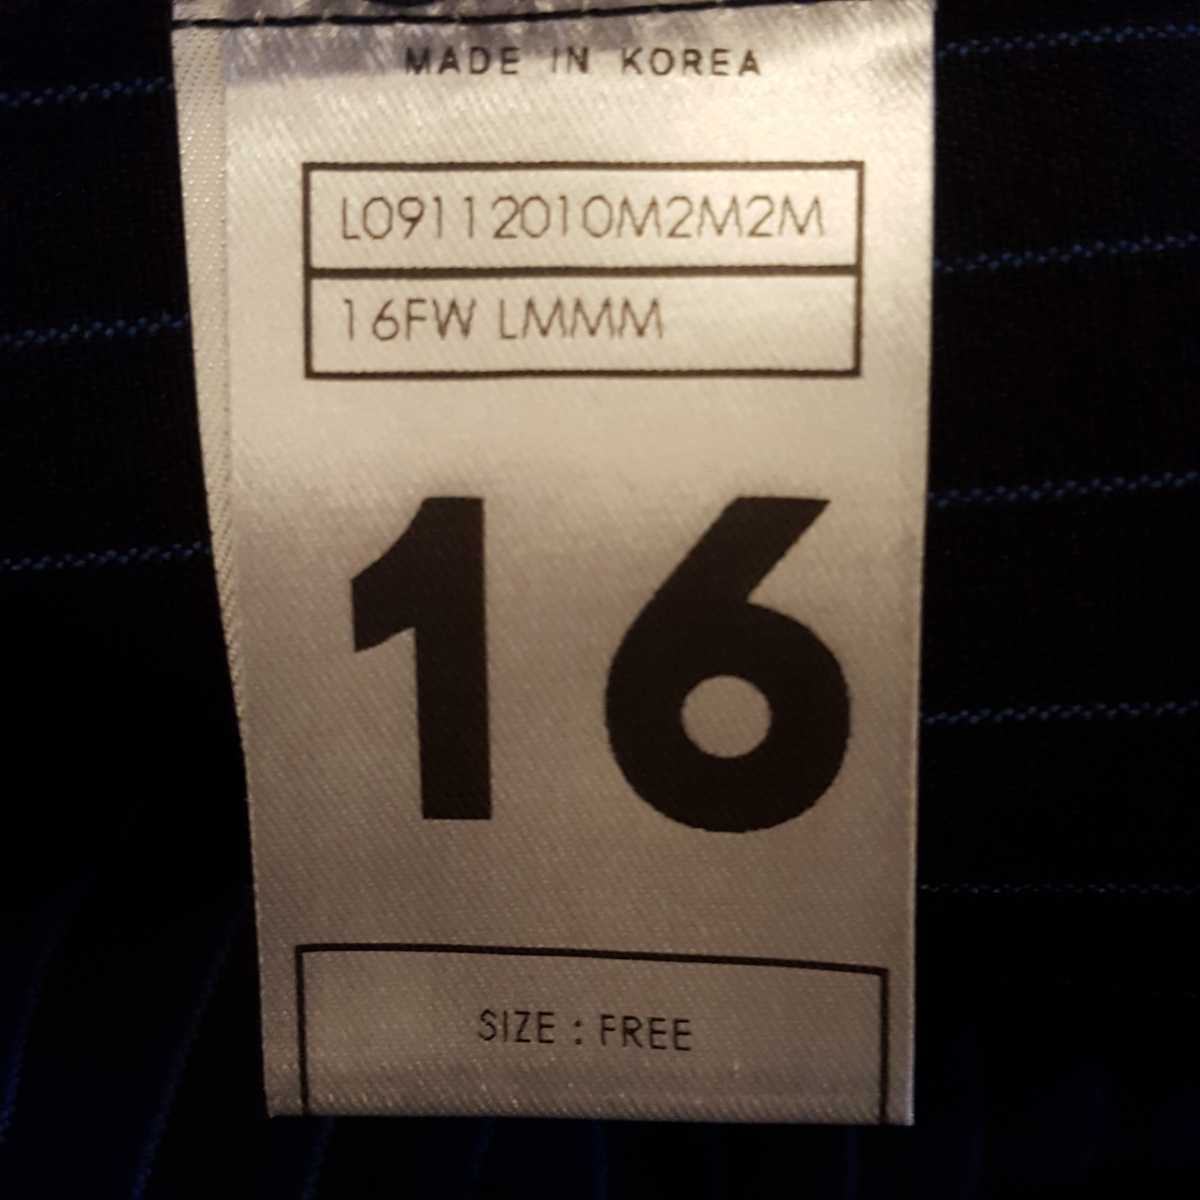 MADE IN KOREA
L09112010M2M2M
16FW LMMM
16
SIZE : FREE